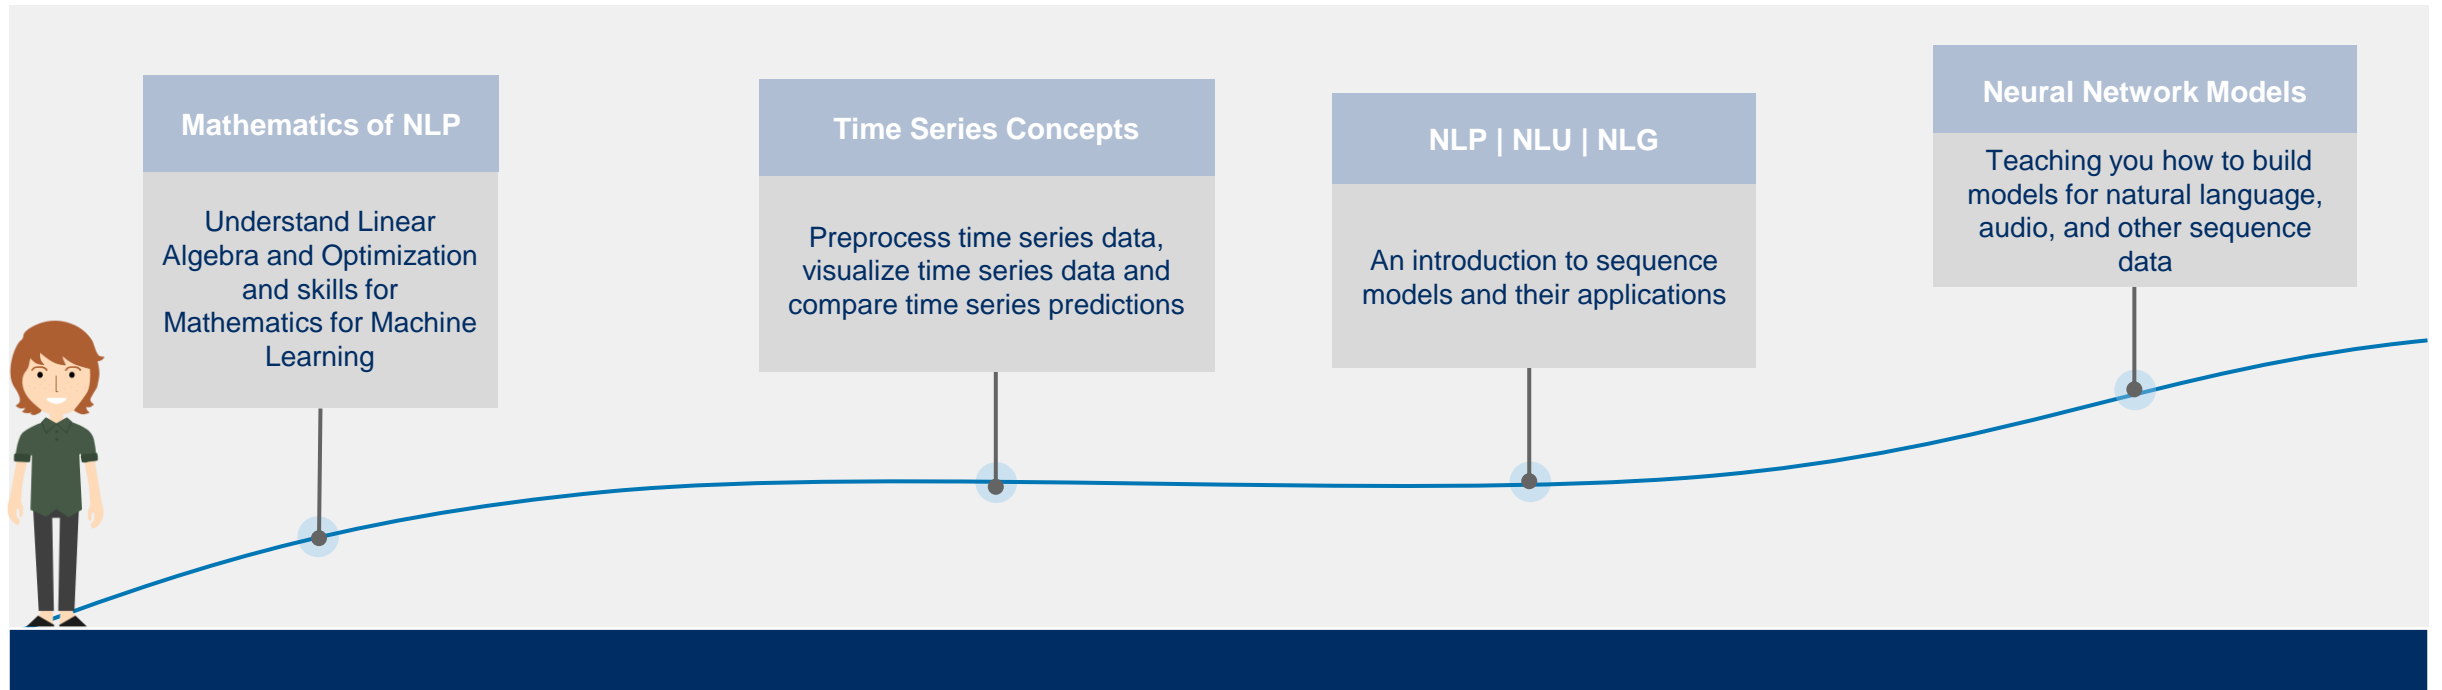 Mathematics of NLP
Understand Linear
Algebra and Optimization
and skills for
Mathematics for Machine
Learning
Time Series Concepts
Preprocess time series data,
visualize time series data and
compare time series predictions
NLP | NLU | NLG
An introduction to sequence
models and their applications
Neural Network Models
Teaching you how to build
models for natural language,
audio, and other sequence
data